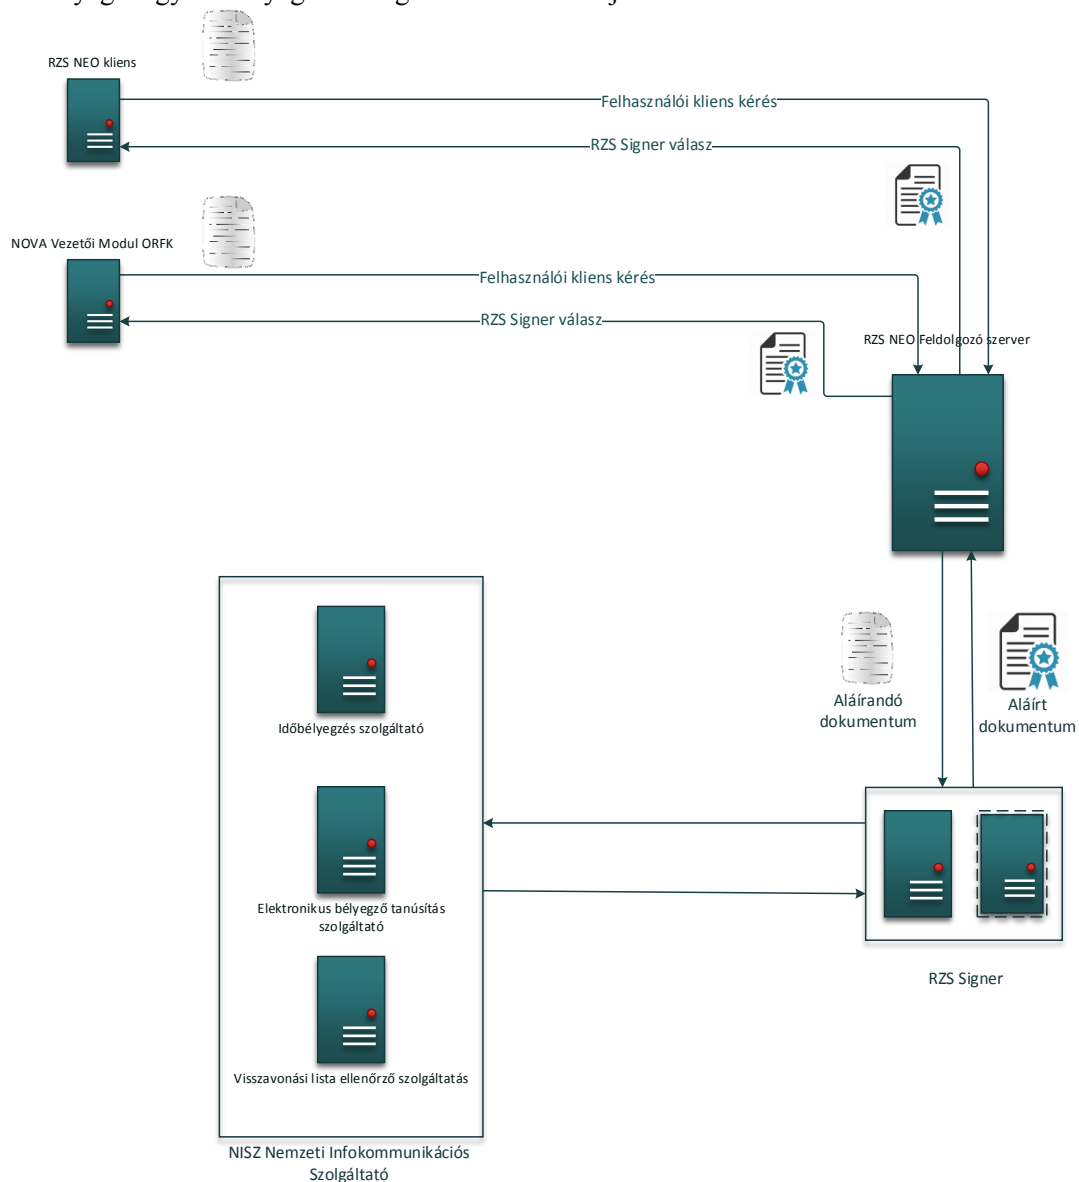 RZS NEO kliens
Felhasználói kliens kérés
RZS Signer válasz
NOVA Vezetői Modul ORFK
Felhasználói kliens kérés
RZS Signer válasz
RZS NEO Feldolgozó szerver
Aláírandó
dokumentum
Aláírt
dokumentum
Időbélyegzés szolgáltató
Elektronikus bélyegző tanúsítás
szolgáltató
Visszavonási lista ellenőrző szolgáltatás
RZS Signer
NISZ Nemzeti Infokommunikációs
Szolgáltató